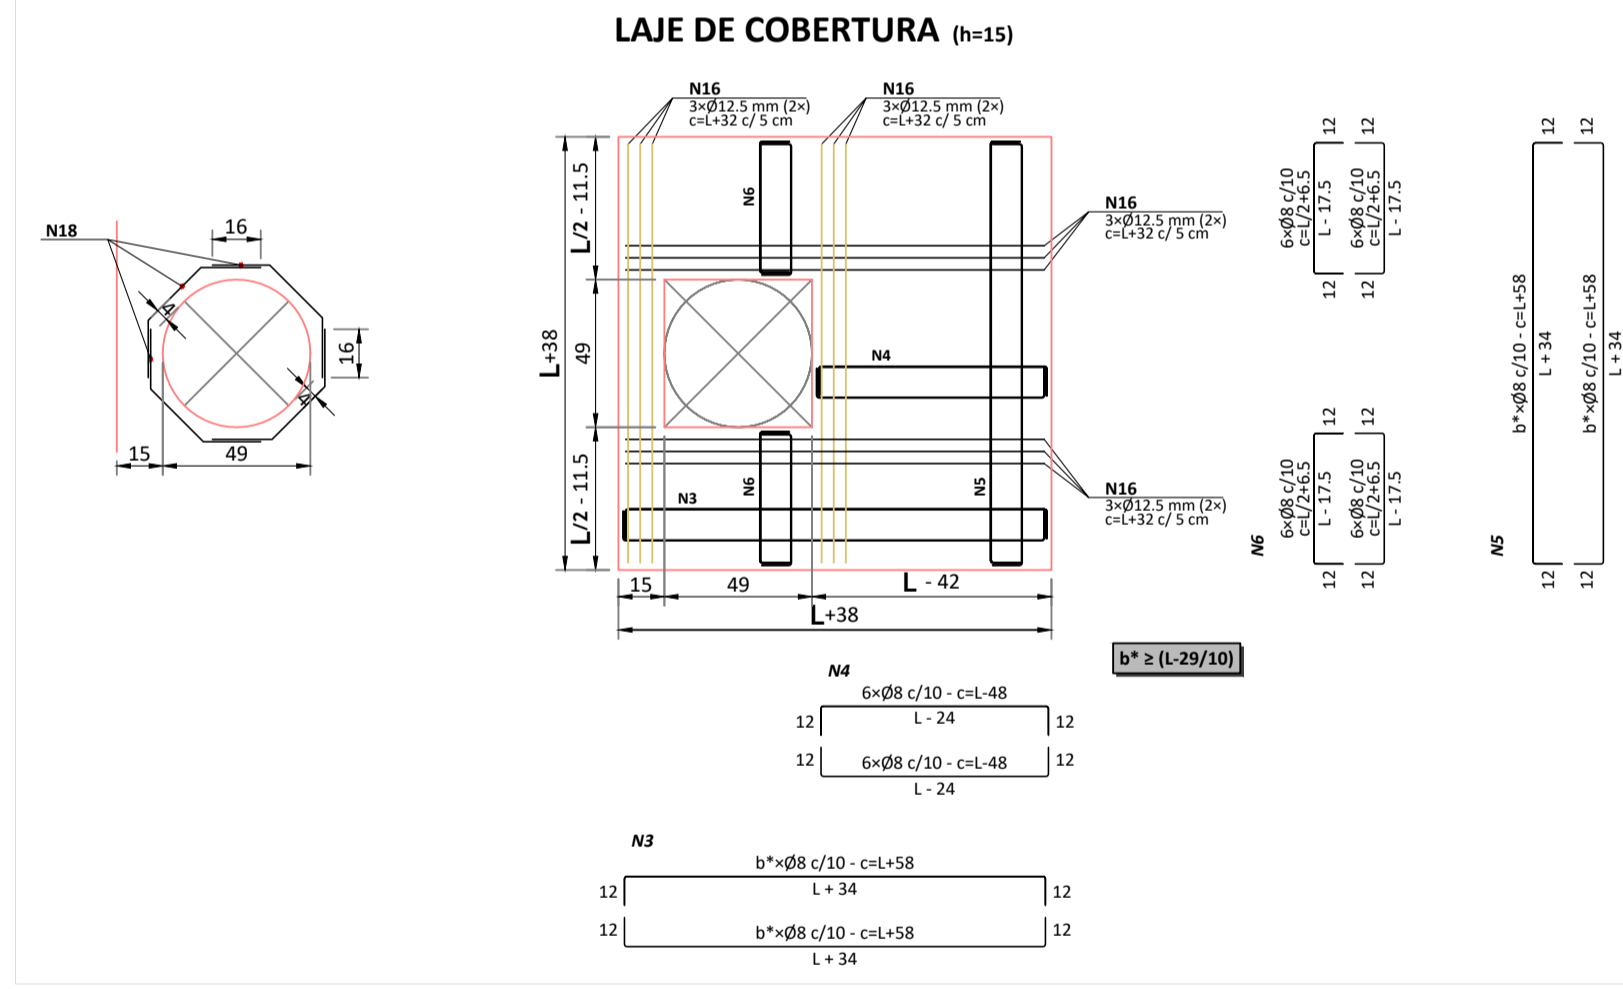 LAJE DE COBERTURA (h=15)
N16
3×Ø12.5 mm (2×)
c=L+32 c/ 5 cm
N16
3×Ø12.5 mm (2×)
c=L+32 c/ 5 cm
N18
16
4
16
4
15
49
L+38
L/2 - 11.5
49
L/2 - 11.5
N6
N4
N6
N3
N5
N16
3×Ø12.5 mm (2×)
c=L+32 c/ 5 cm
N16
3×Ø12.5 mm (2×)
c=L+32 c/ 5 cm
15
49
L - 42
L+38
12
12
6×Ø8 c/10
c=L/2+6.5
L - 17.5
6×Ø8 c/10
c=L/2+6.5
L - 17.5
12
12
12
12
N6
6×Ø8 c/10
c=L/2+6.5
L - 17.5
6×Ø8 c/10
c=L/2+6.5
L - 17.5
12
12
12
12
N5
b*×Ø8 c/10 - c=L+58
L + 34
b*×Ø8 c/10 - c=L+58
L + 34
12
12
b* ≥ (L-29/10)
N4
6×Ø8 c/10 - c=L-48
12
L - 24
12
12
6×Ø8 c/10 - c=L-48
12
L - 24
N3
b*×Ø8 c/10 - c=L+58
12
L + 34
12
12
b*×Ø8 c/10 - c=L+58
12
L + 34